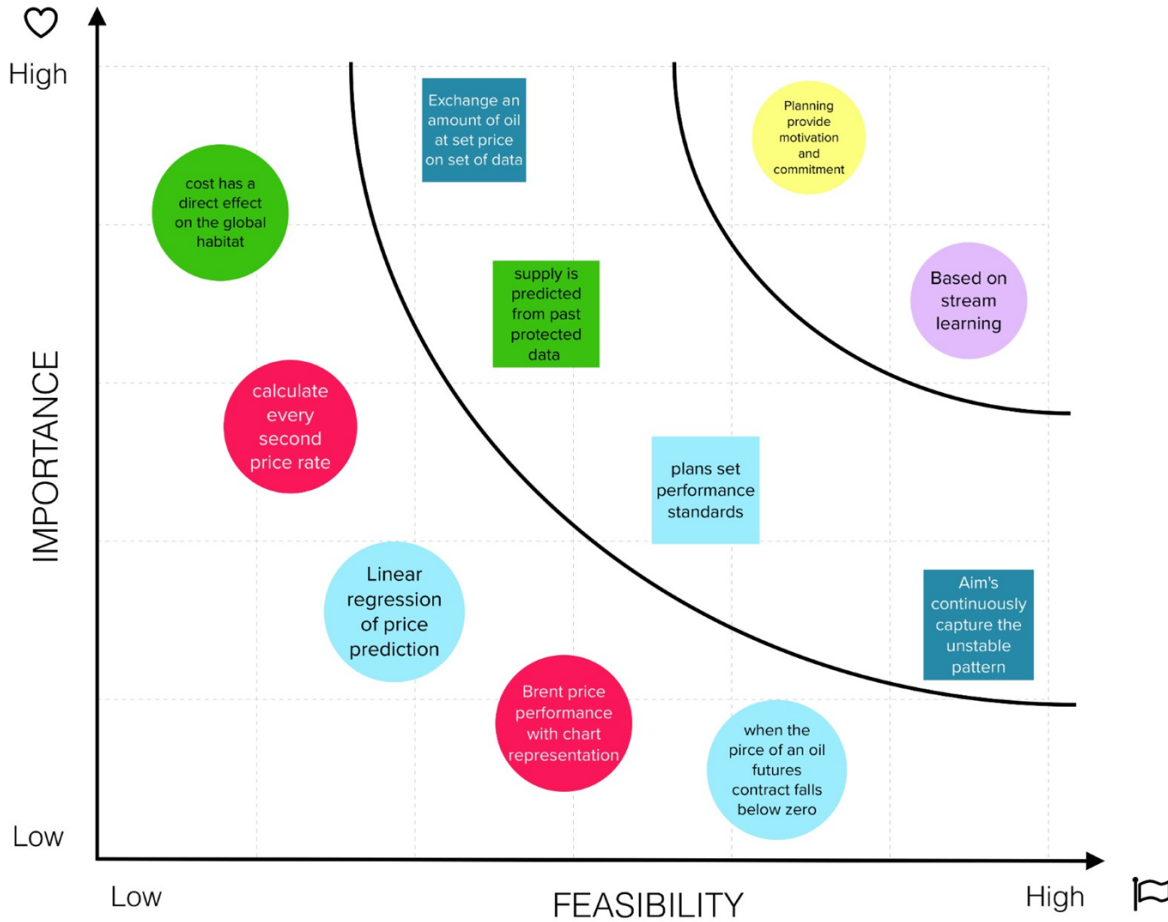 High
Exchange an
amount of oil
at set price
on set of data
Planning
provide
motivation
and
commitment
cost has a
direct effect
on the global
habitat
supply is
predicted
from past
protected
data
Based on
stream
learning
IMPORTANCE
calculate
every
second
price rate
plans set
performance
standards
Linear
regression
of price
prediction
Aim's
continuously
capture the
unstable
pattern
Brent price
performance
with chart
representation
when the
pirce of an oil
futures
contract falls
below zero
Low
Low
FEASIBILITY
High